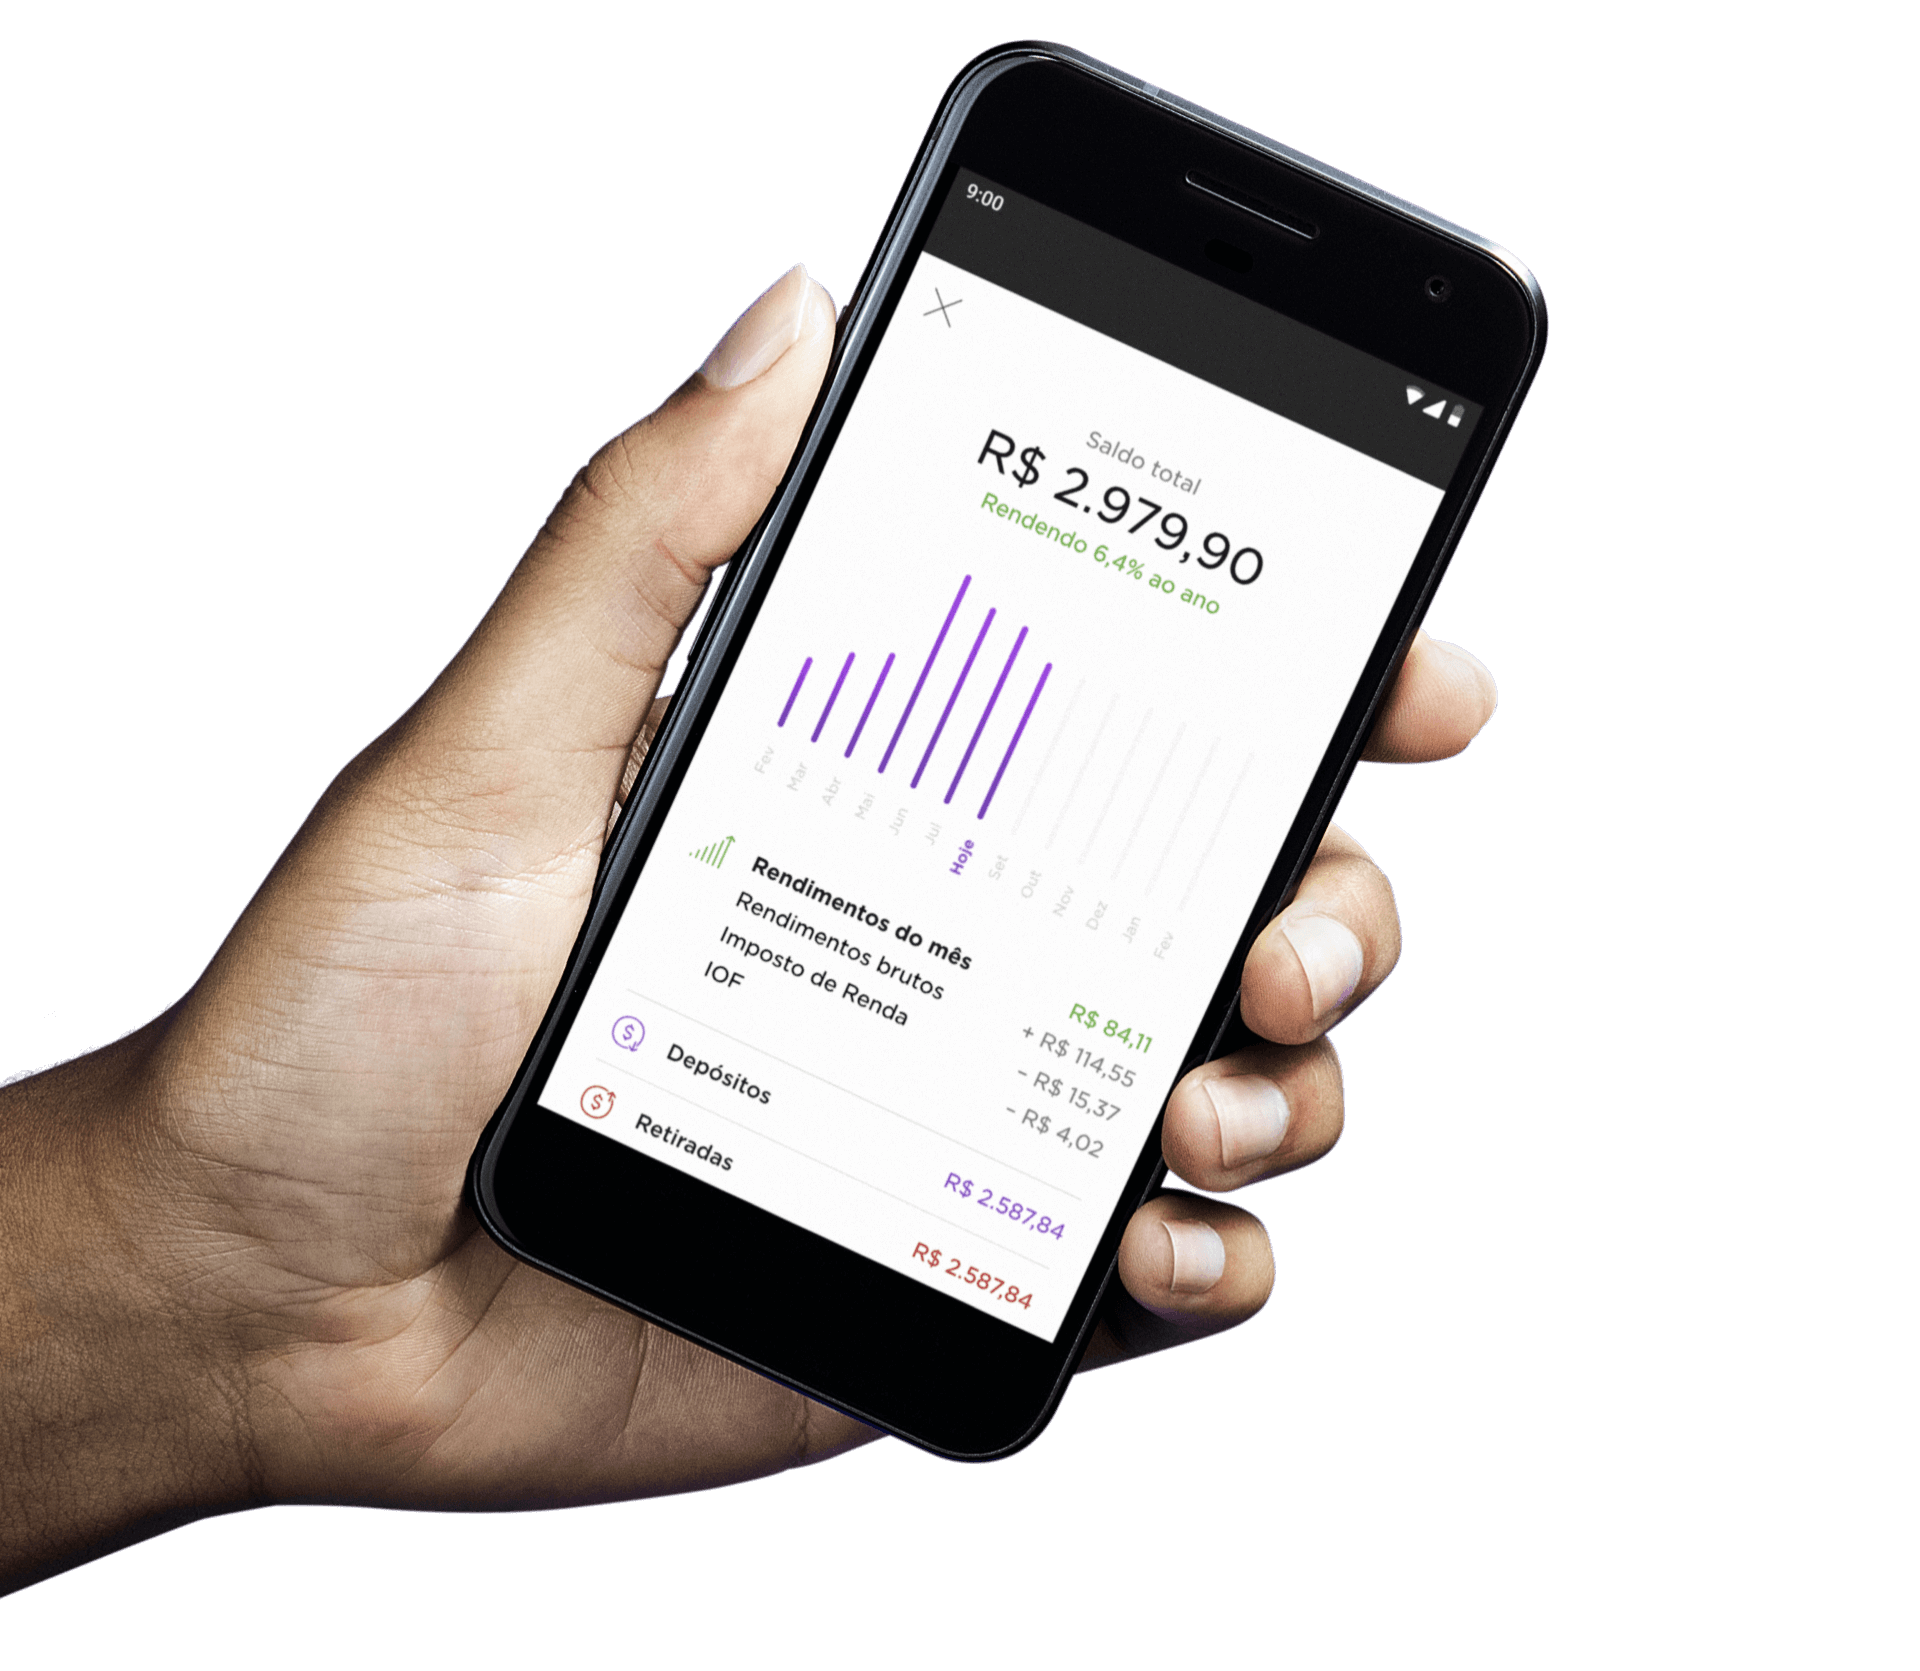 9:00
Saldo total
R$ 2.979,90
Rendendo 6,4% ao ano
Fev Mar Abr Mai Jun Jul Hoje Set Out Nov Dez Jan Fev
Rendimentos do mês R$ 84,11
Rendimentos brutos + R$ 114,55
Imposto de Renda - R$ 15,37
IOF - R$ 4,02
Depósitos R$ 2.587,84
Retiradas R$ 2.587,84